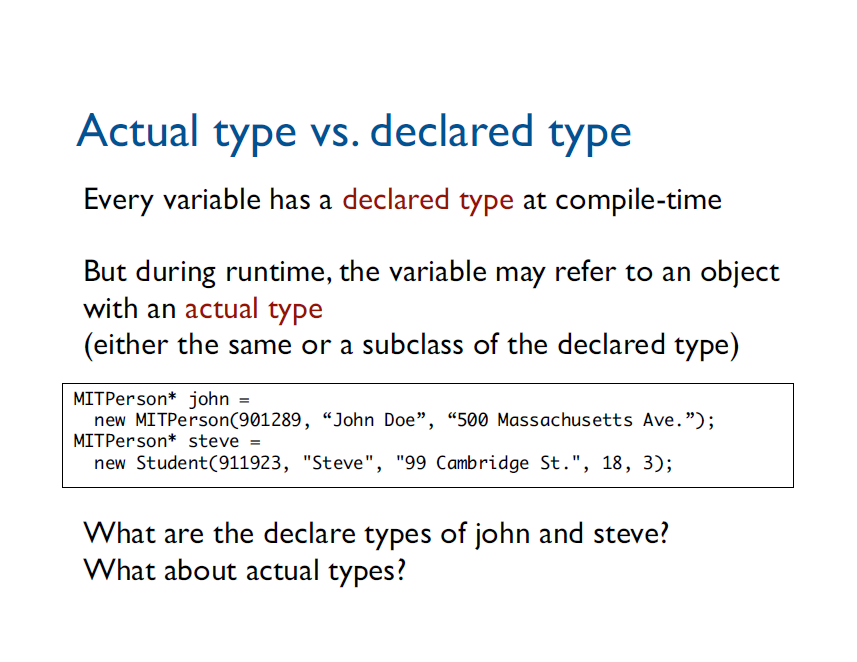 Actual type vs. declared type
Every variable has a declared type at compile-time
But during runtime, the variable may refer to an object
with an actual type
(either the same or a subclass of the declared type)
MITPerson* john =
new MITPerson(901289, “John Doe”, “500 Massachusetts Ave.”);
MITPerson* steve =
new Student(911923, "Steve", "99 Cambridge St.", 18, 3);
What are the declare types of john and steve?
What about actual types?